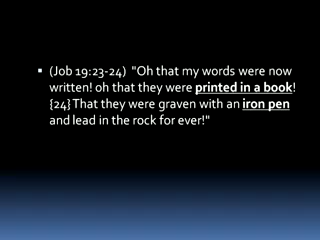 ▪ (Job 19:23-24)  "Oh that my words were now
written! oh that they were printed in a book!
{24} That they were graven with an iron pen
and lead in the rock for ever!"